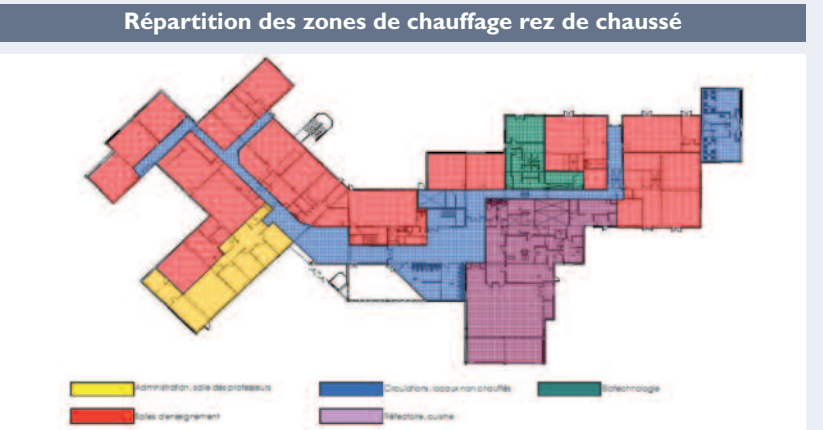 Répartition des zones de chauffage rez de chaussé
Administration, salle des professeurs
Circulations, locaux non chauffés
Biotechnologie
Salles d'enseignement
Réfectoire, cuisine